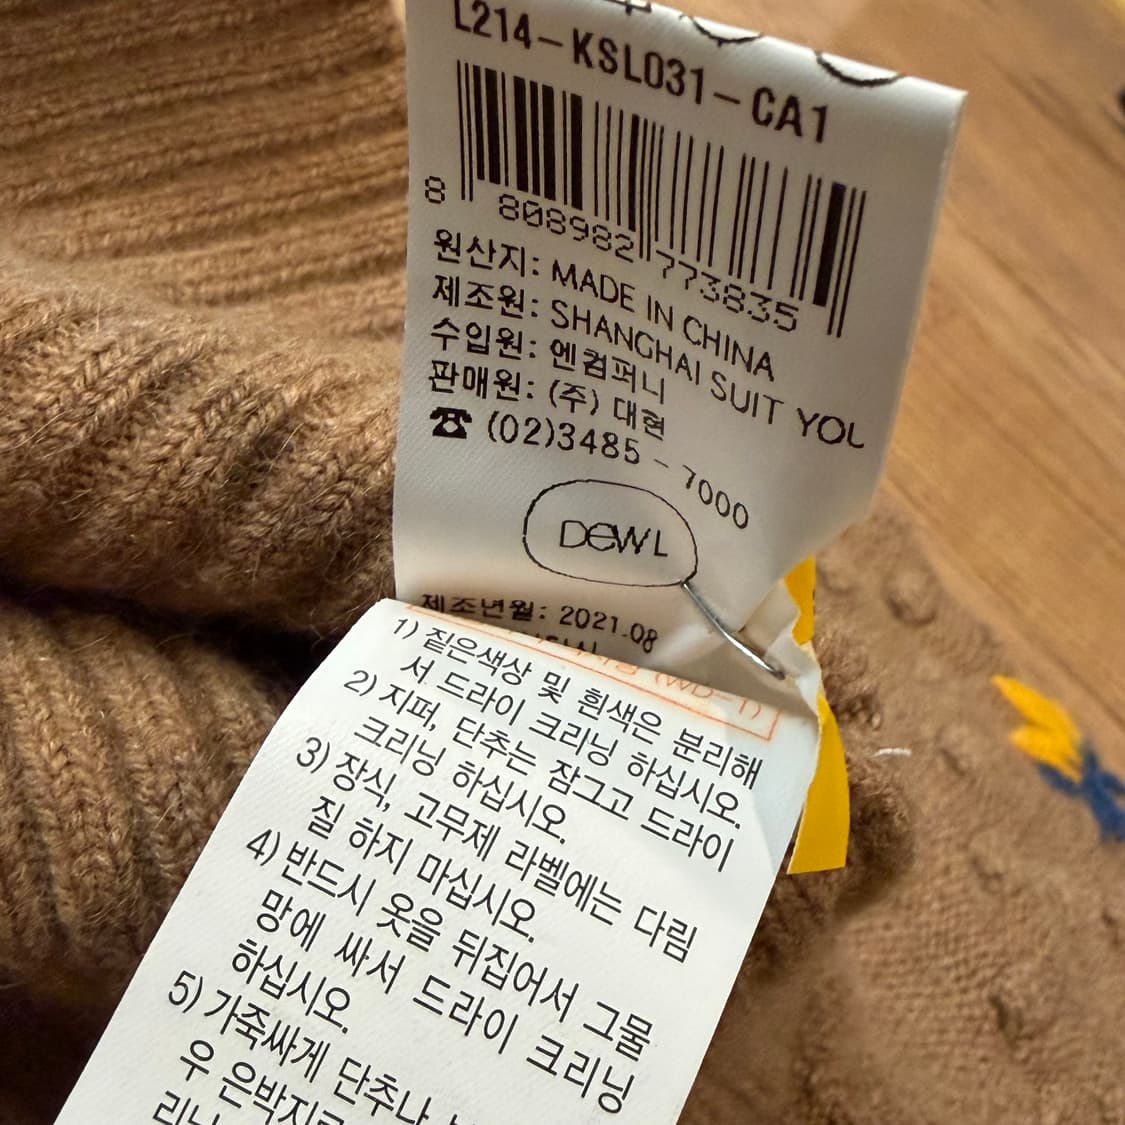 L214-KSL031-CA1
8 808982 773835
원산지: MADE IN CHINA
제조원: SHANGHAI SUIT YOU
수입원: 엔컴퍼니
판매원: (주) 대현
☎ (02)3485-7000
DEWL
제조년월: 2021.08
(WD-1)
1) 짙은색상 및 흰색은 분리해
서 드라이 크리닝 하십시오.
2) 지퍼, 단추는 잠그고 드라이
크리닝 하십시오.
3) 장식, 고무제 라벨에는 다림
질 하지 마십시오.
4) 반드시 옷을 뒤집어서 그물
망에 싸서 드라이 크리닝
하십시오.
5) 가죽싸게 단추나
우 은박지로